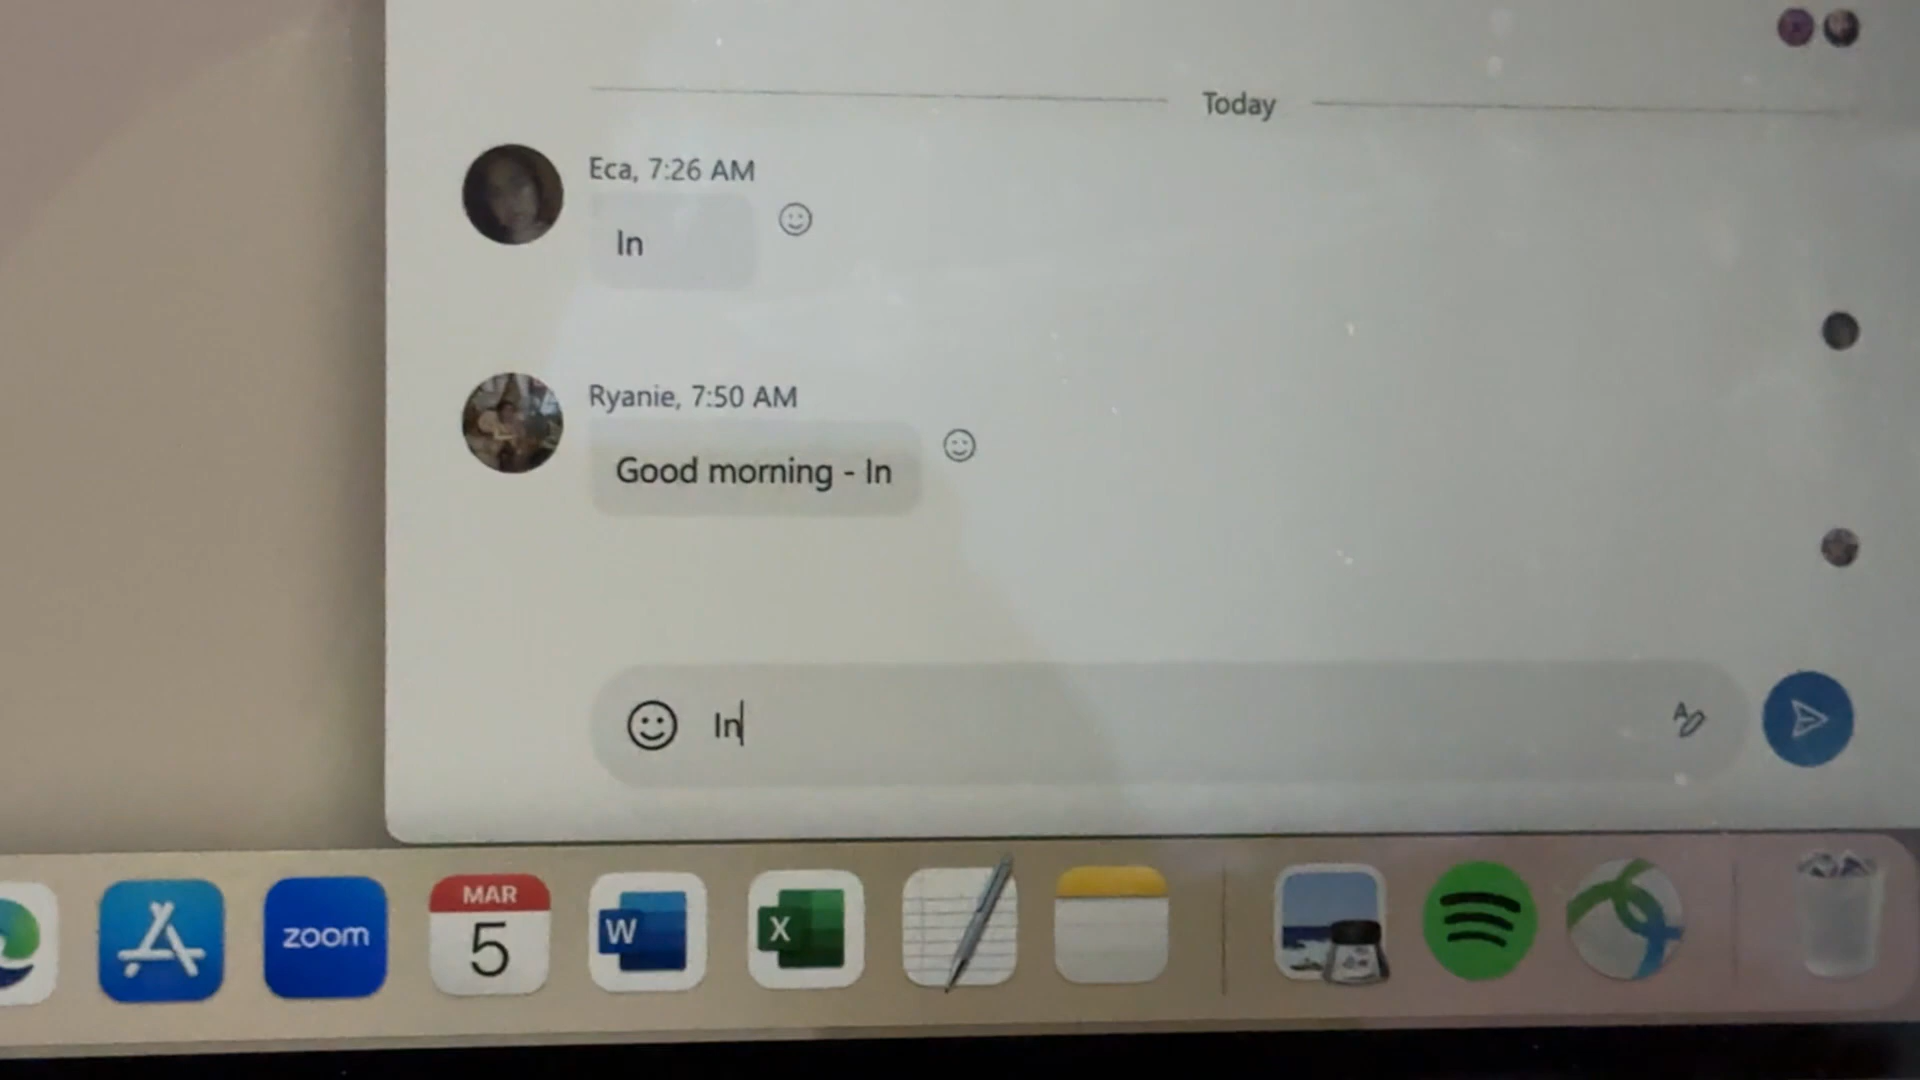 Today
Eca, 7:26 AM
In
Ryanie, 7:50 AM
Good morning - In
In
zoom
MAR
5
W
X